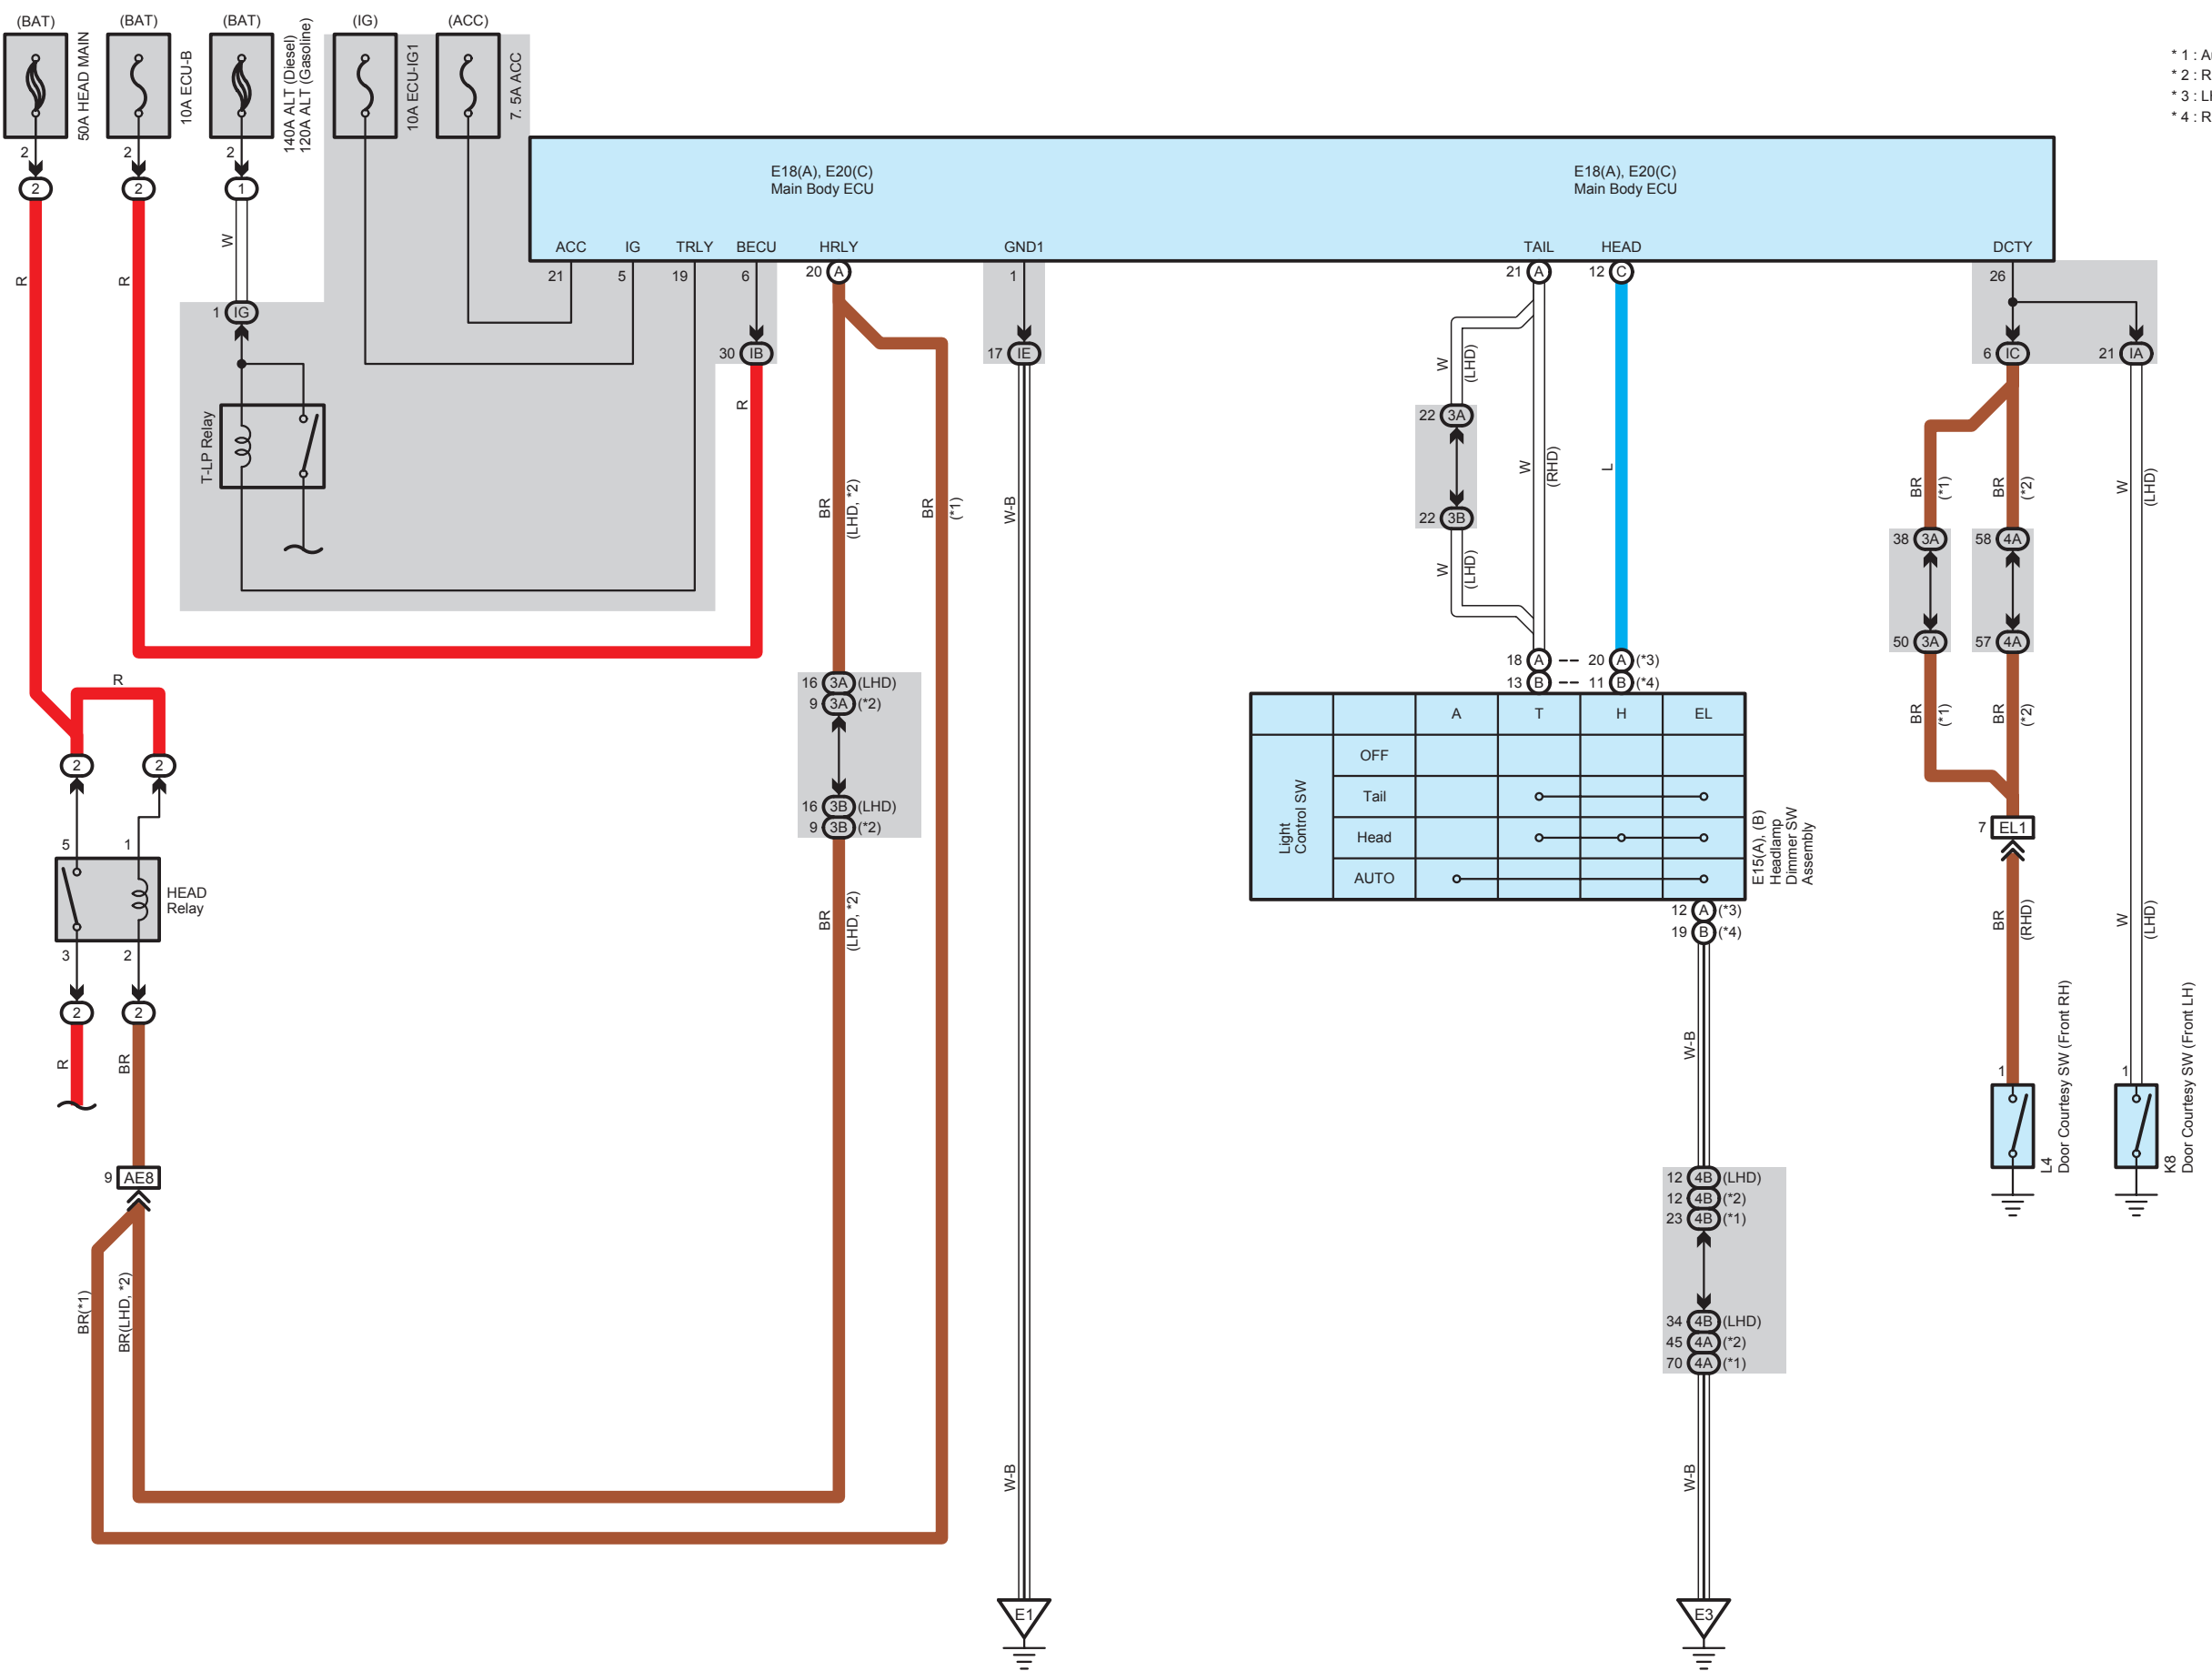 (BAT)
(BAT)
(BAT)
(IG)
(ACC)
50A HEAD MAIN
10A ECU-B
140A ALT (Diesel)
120A ALT (Gasoline)
10A ECU-IG1
7. 5A ACC
* 1 :
* 2 :
* 3 :
* 4 :
2
2
2
2
2
1
E18(A), E20(C)
Main Body ECU
E18(A), E20(C)
Main Body ECU
ACC
IG
TRLY
BECU
HRLY
GND1
TAIL
HEAD
DCTY
21
5
19
6
20 A
1
21 A
12 C
26
R
R
W
1 IG
30 IB
17 IE
6 IC
21 IA
W
(LHD)
R
22 3A
T-LP Relay
BR
(LHD, *2)
BR
(*1)
W-B
W
(RHD)
L
BR
(*1)
BR
(*2)
W
(LHD)
22 3B
38 3A
58 4A
W
(LHD)
50 3A
57 4A
18 A
20 A (*3)
13 B
11 B (*4)
R
16 3A (LHD)
9 3A (*2)
A
T
H
EL
BR
(*1)
BR
(*2)
2
2
OFF
Tail
Head
AUTO
Light
Control SW
E15(A), (B)
Headlamp
Dimmer SW
Assembly
16 3B (LHD)
9 3B (*2)
7 EL1
5
1
HEAD
Relay
3
2
BR
(LHD, *2)
12 A (*3)
19 B (*4)
BR
(RHD)
W
(LHD)
2
2
R
BR
W-B
1
1
L4
Door Courtesy SW (Front RH)
K8
Door Courtesy SW (Front LH)
9 AE8
12 4B (LHD)
12 4B (*2)
23 4B (*1)
BR(*1)
BR(LHD, *2)
34 4B (LHD)
45 4A (*2)
70 4A (*1)
W-B
W-B
E1
E3